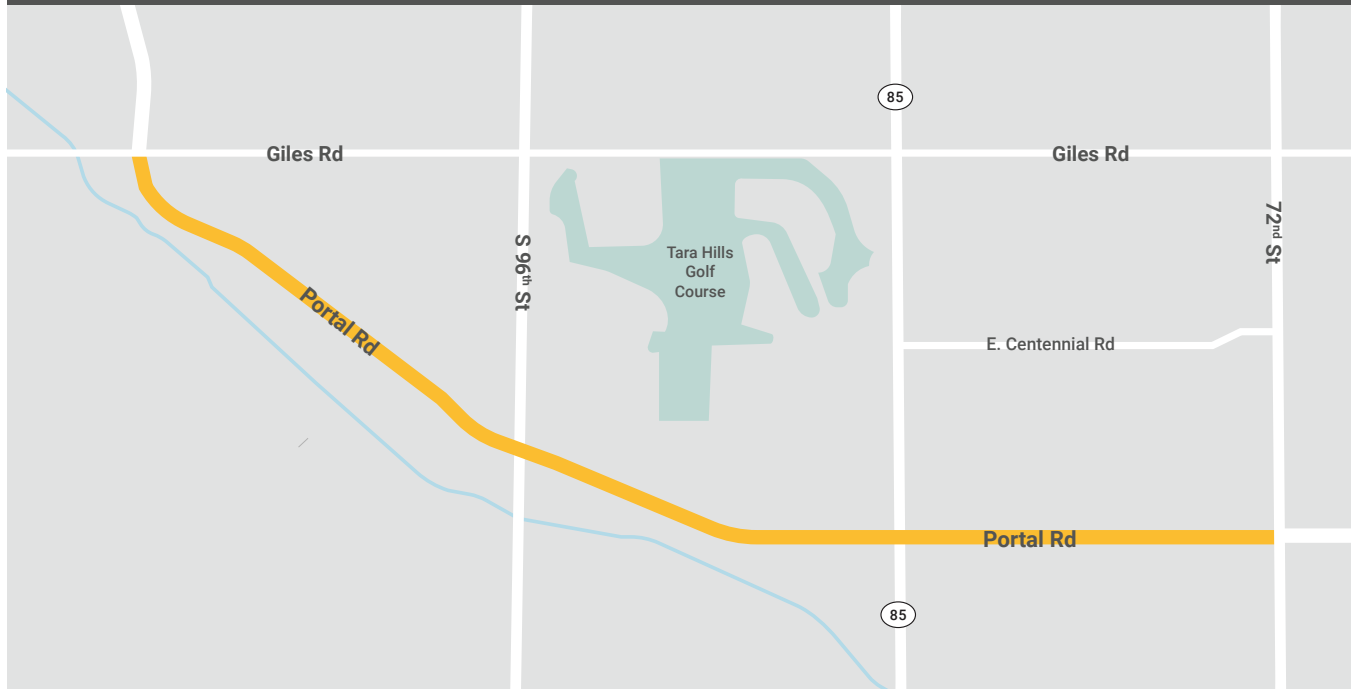 85
Giles Rd
Giles Rd
72nd St
S 96th St
Tara Hills
Golf
Course
Portal Rd
E. Centennial Rd
Portal Rd
85